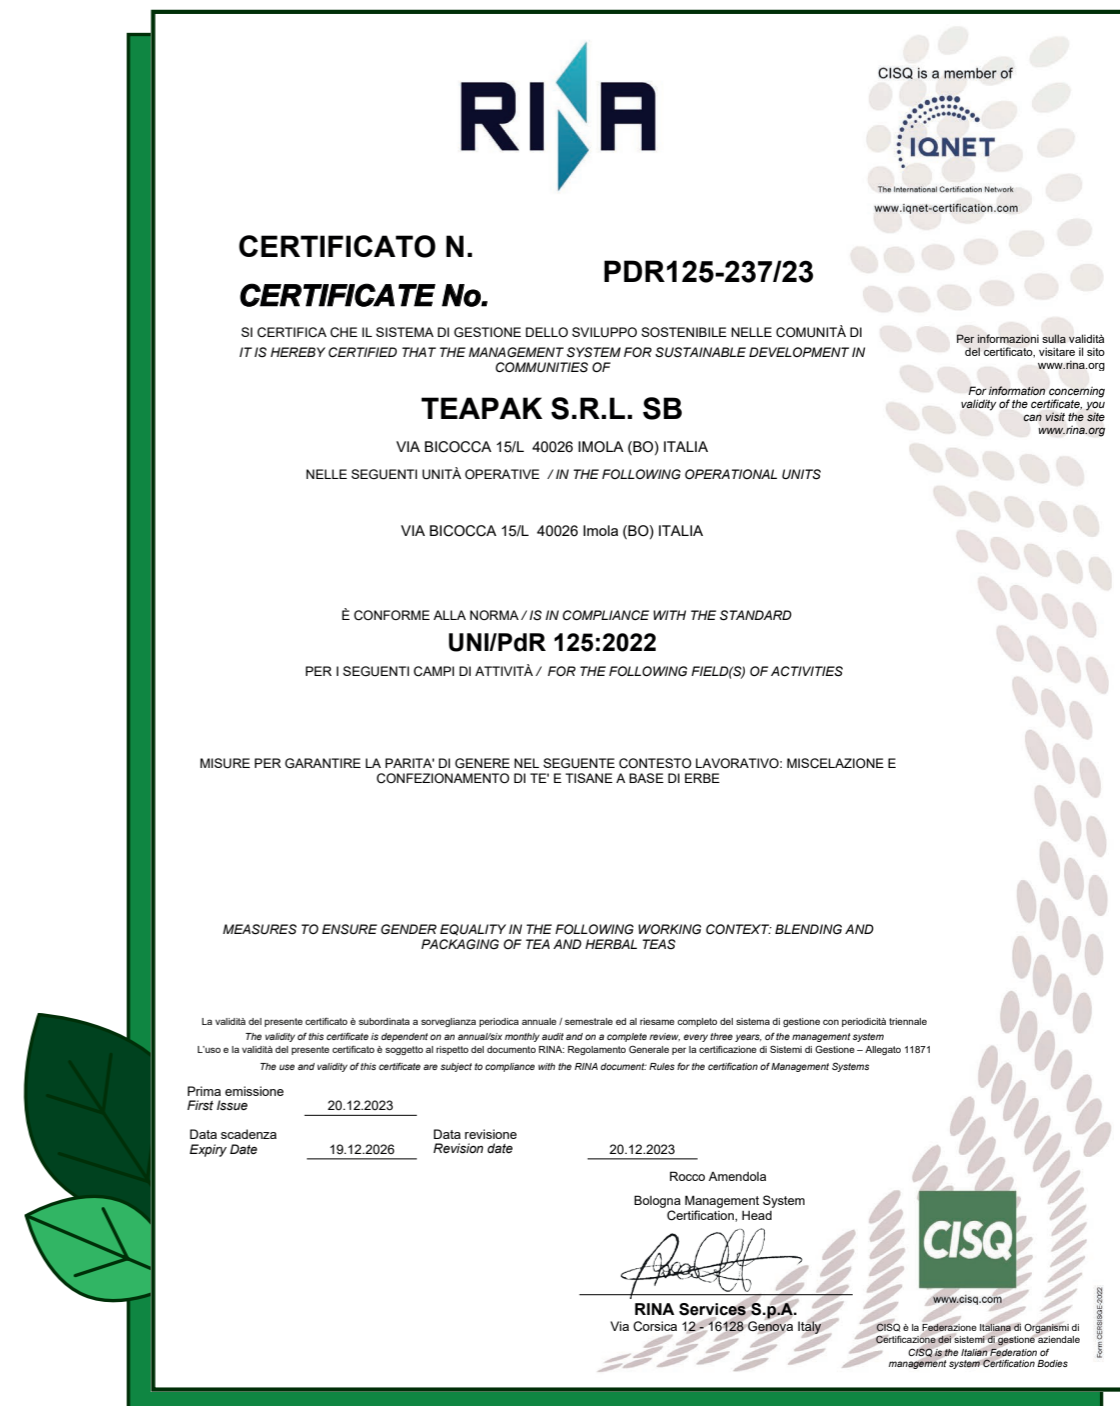 RINA
CISQ is a member of
IQNET
The International Certification Network
www.iqnet-certification.com
CERTIFICATO N.
CERTIFICATE No.
PDR125-237/23
SI CERTIFICA CHE IL SISTEMA DI GESTIONE DELLO SVILUPPO SOSTENIBILE NELLE COMUNITÀ DI
IT IS HEREBY CERTIFIED THAT THE MANAGEMENT SYSTEM FOR SUSTAINABLE DEVELOPMENT IN
COMMUNITIES OF
Per informazioni sulla validità
del certificato, visitare il sito
www.rina.org
For information concerning
validity of the certificate, you
can visit the site
www.rina.org
TEAPAK S.R.L. SB
VIA BICOCCA 15/L 40026 IMOLA (BO) ITALIA
NELLE SEGUENTI UNITÀ OPERATIVE / IN THE FOLLOWING OPERATIONAL UNITS
VIA BICOCCA 15/L 40026 Imola (BO) ITALIA
È CONFORME ALLA NORMA / IS IN COMPLIANCE WITH THE STANDARD
UNI/PdR 125:2022
PER I SEGUENTI CAMPI DI ATTIVITÀ / FOR THE FOLLOWING FIELD(S) OF ACTIVITIES
MISURE PER GARANTIRE LA PARITA' DI GENERE NEL SEGUENTE CONTESTO LAVORATIVO: MISCELAZIONE E
CONFEZIONAMENTO DI TE' E TISANE A BASE DI ERBE
MEASURES TO ENSURE GENDER EQUALITY IN THE FOLLOWING WORKING CONTEXT: BLENDING AND
PACKAGING OF TEA AND HERBAL TEAS
La validità del presente certificato è subordinata a sorveglianza periodica annuale / semestrale ed al riesame completo del sistema di gestione con periodicità triennale
The validity of this certificate is dependent on an annual/six monthly audit and on a complete review, every three years, of the management system
L'uso e la validità del presente certificato è soggetto al rispetto del documento RINA: Regolamento Generale per la certificazione di Sistemi di Gestione – Allegato 11871
The use and validity of this certificate are subject to compliance with the RINA document: Rules for the certification of Management Systems
Prima emissione
First Issue 20.12.2023
Data scadenza
Expiry Date 19.12.2026
Data revisione
Revision date 20.12.2023
Rocco Amendola
Bologna Management System
Certification, Head
RINA Services S.p.A.
Via Corsica 12 - 16128 Genova Italy
CISQ
www.cisq.com
CISQ è la Federazione Italiana di Organismi di
Certificazione dei sistemi di gestione aziendale
CISQ is the Italian Federation of
management system Certification Bodies
Form CERSISGE-2022